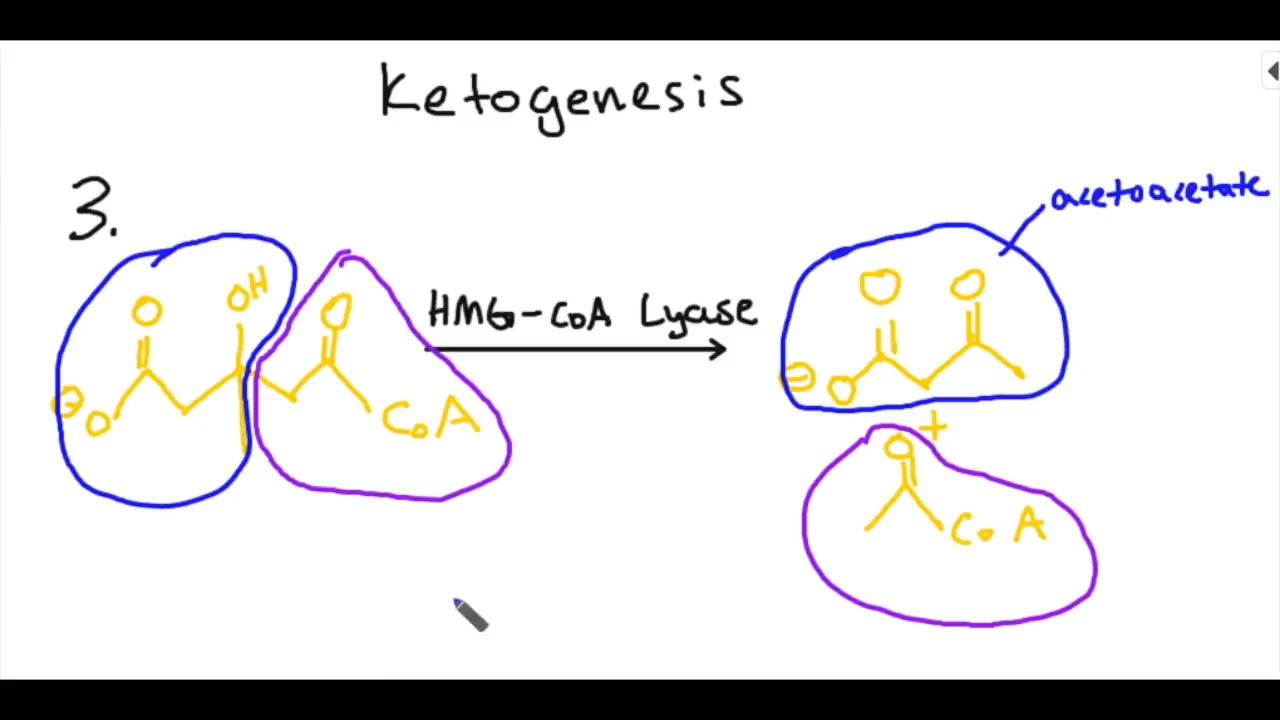 Ketogenesis
3.
acetoacetate
O
OH
O
HMG-CoA Lyase
O
O
⊖
O
CoA
⊖
O
+
O
CoA